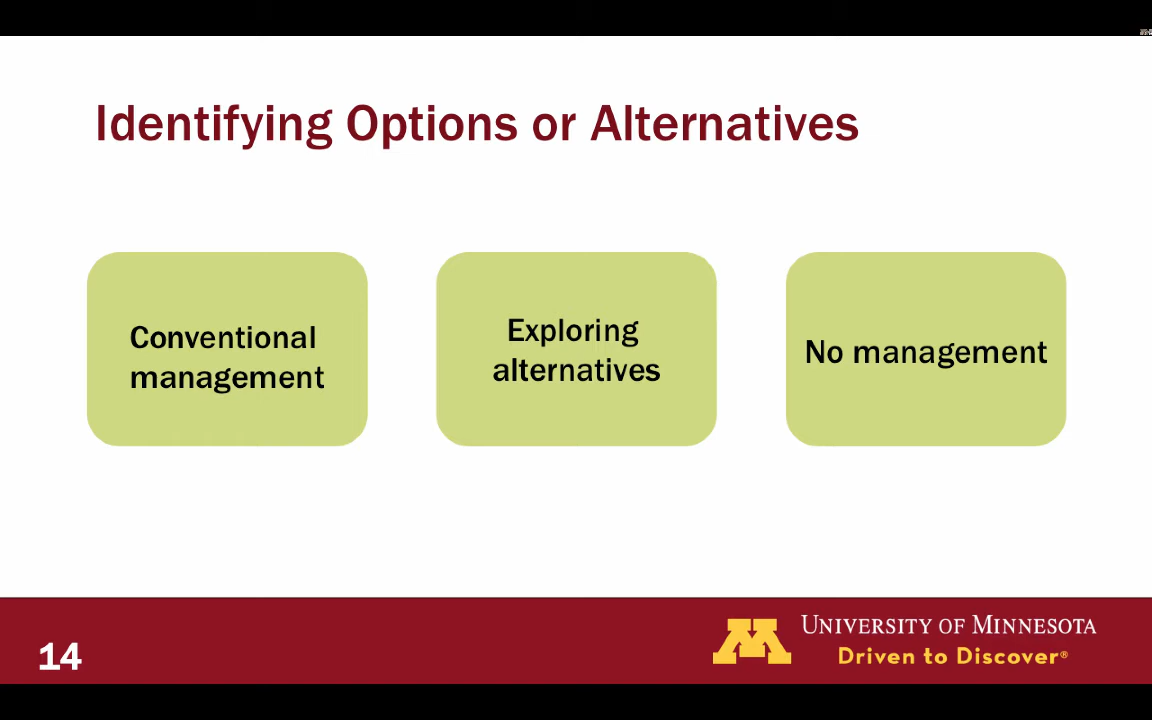 Identifying Options or Alternatives
Conventional
management
Exploring
alternatives
No management
14
UNIVERSITY OF MINNESOTA
Driven to Discover®